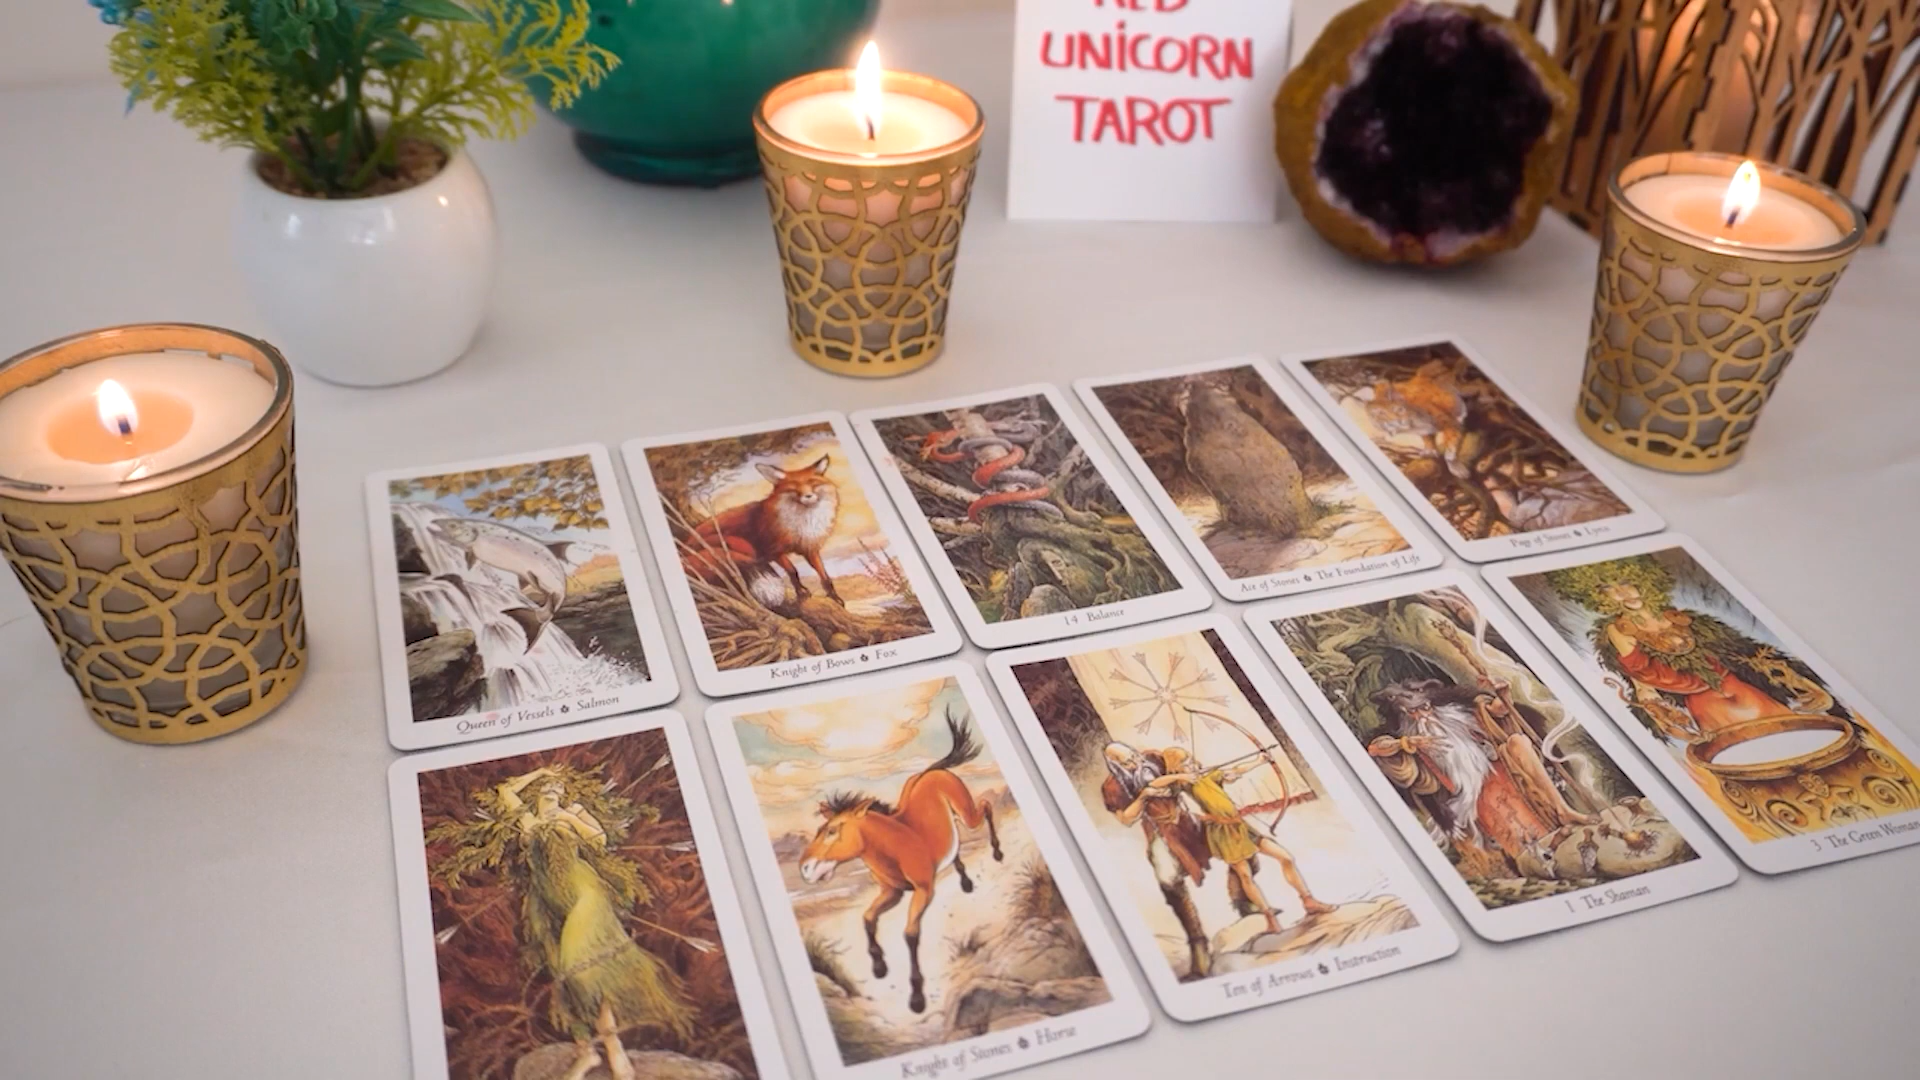 RED
UNICORN
TAROT
Queen of Vessels Salmon
Knight of Bows Fox
14 Balance
Ace of Stones The Foundation of Life
Page of Stones Lynx
Knight of Stones Horse
Ten of Arrows Instruction
1 The Shaman
3 The Green Woman